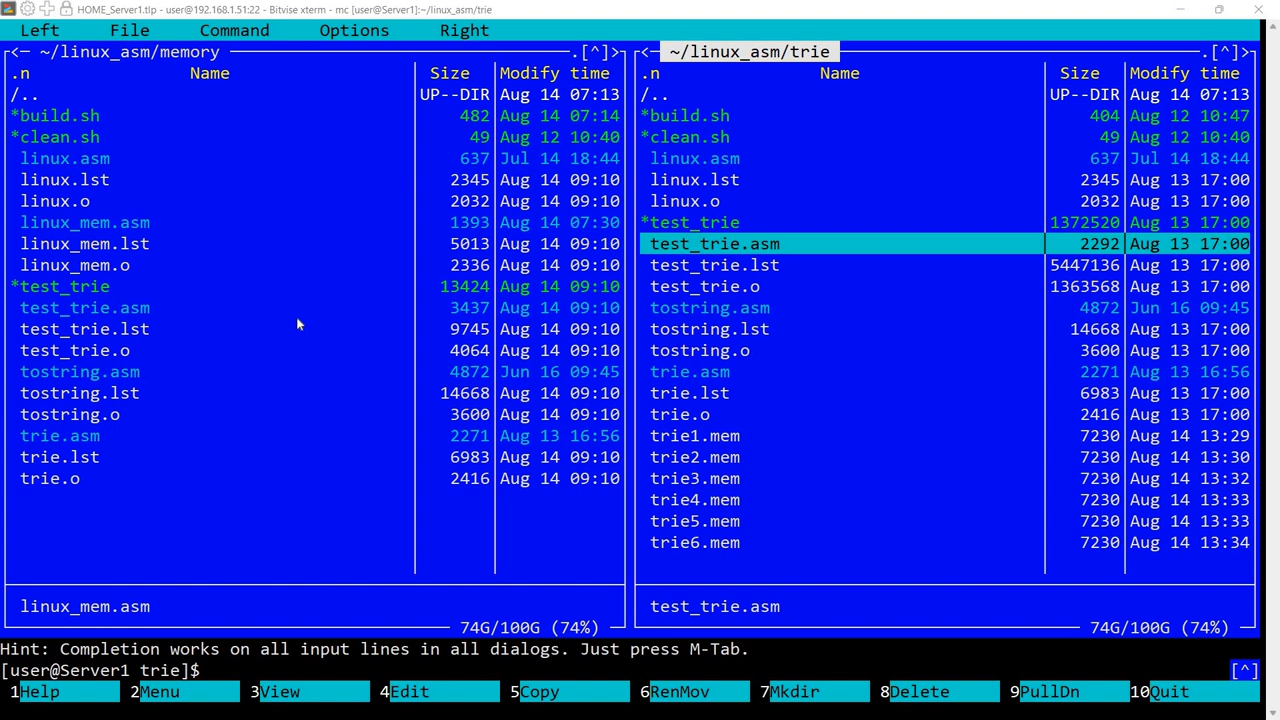 HOME_Server1.tlp - user@192.168.1.51:22 - Bitvise xterm - mc [user@Server1]:~/linux_asm/trie
Left File Command Options Right
<─ ~/linux_asm/memory .[^]>
.n Name Size Modify time
/.. UP--DIR Aug 14 07:13
*build.sh 482 Aug 14 07:14
*clean.sh 49 Aug 12 10:40
linux.asm 637 Jul 14 18:44
linux.lst 2345 Aug 14 09:10
linux.o 2032 Aug 14 09:10
linux_mem.asm 1393 Aug 14 07:30
linux_mem.lst 5013 Aug 14 09:10
linux_mem.o 2336 Aug 14 09:10
*test_trie 13424 Aug 14 09:10
test_trie.asm 3437 Aug 14 09:10
test_trie.lst 9745 Aug 14 09:10
test_trie.o 4064 Aug 14 09:10
tostring.asm 4872 Jun 16 09:45
tostring.lst 14668 Aug 14 09:10
tostring.o 3600 Aug 14 09:10
trie.asm 2271 Aug 13 16:56
trie.lst 6983 Aug 14 09:10
trie.o 2416 Aug 14 09:10
linux_mem.asm
74G/100G (74%)
<─ ~/linux_asm/trie .[^]>
.n Name Size Modify time
/.. UP--DIR Aug 14 07:13
*build.sh 404 Aug 12 10:47
*clean.sh 49 Aug 12 10:40
linux.asm 637 Jul 14 18:44
linux.lst 2345 Aug 13 17:00
linux.o 2032 Aug 13 17:00
*test_trie 1372520 Aug 13 17:00
test_trie.asm 2292 Aug 13 17:00
test_trie.lst 5447136 Aug 13 17:00
test_trie.o 1363568 Aug 13 17:00
tostring.asm 4872 Jun 16 09:45
tostring.lst 14668 Aug 13 17:00
tostring.o 3600 Aug 13 17:00
trie.asm 2271 Aug 13 16:56
trie.lst 6983 Aug 13 17:00
trie.o 2416 Aug 13 17:00
trie1.mem 7230 Aug 14 13:29
trie2.mem 7230 Aug 14 13:30
trie3.mem 7230 Aug 14 13:32
trie4.mem 7230 Aug 14 13:33
trie5.mem 7230 Aug 14 13:33
trie6.mem 7230 Aug 14 13:34
test_trie.asm
74G/100G (74%)
Hint: Completion works on all input lines in all dialogs. Just press M-Tab.
[user@Server1 trie]$ [^]
1Help 2Menu 3View 4Edit 5Copy 6RenMov 7Mkdir 8Delete 9PullDn 10Quit